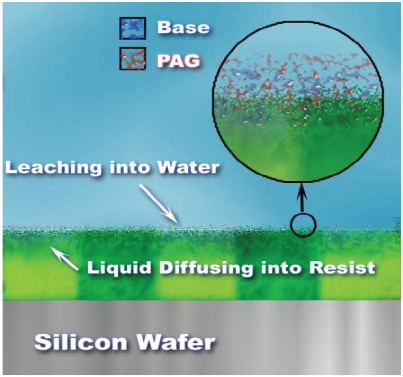 Base
PAG
Leaching into Water
Liquid Diffusing into Resist
Silicon Wafer